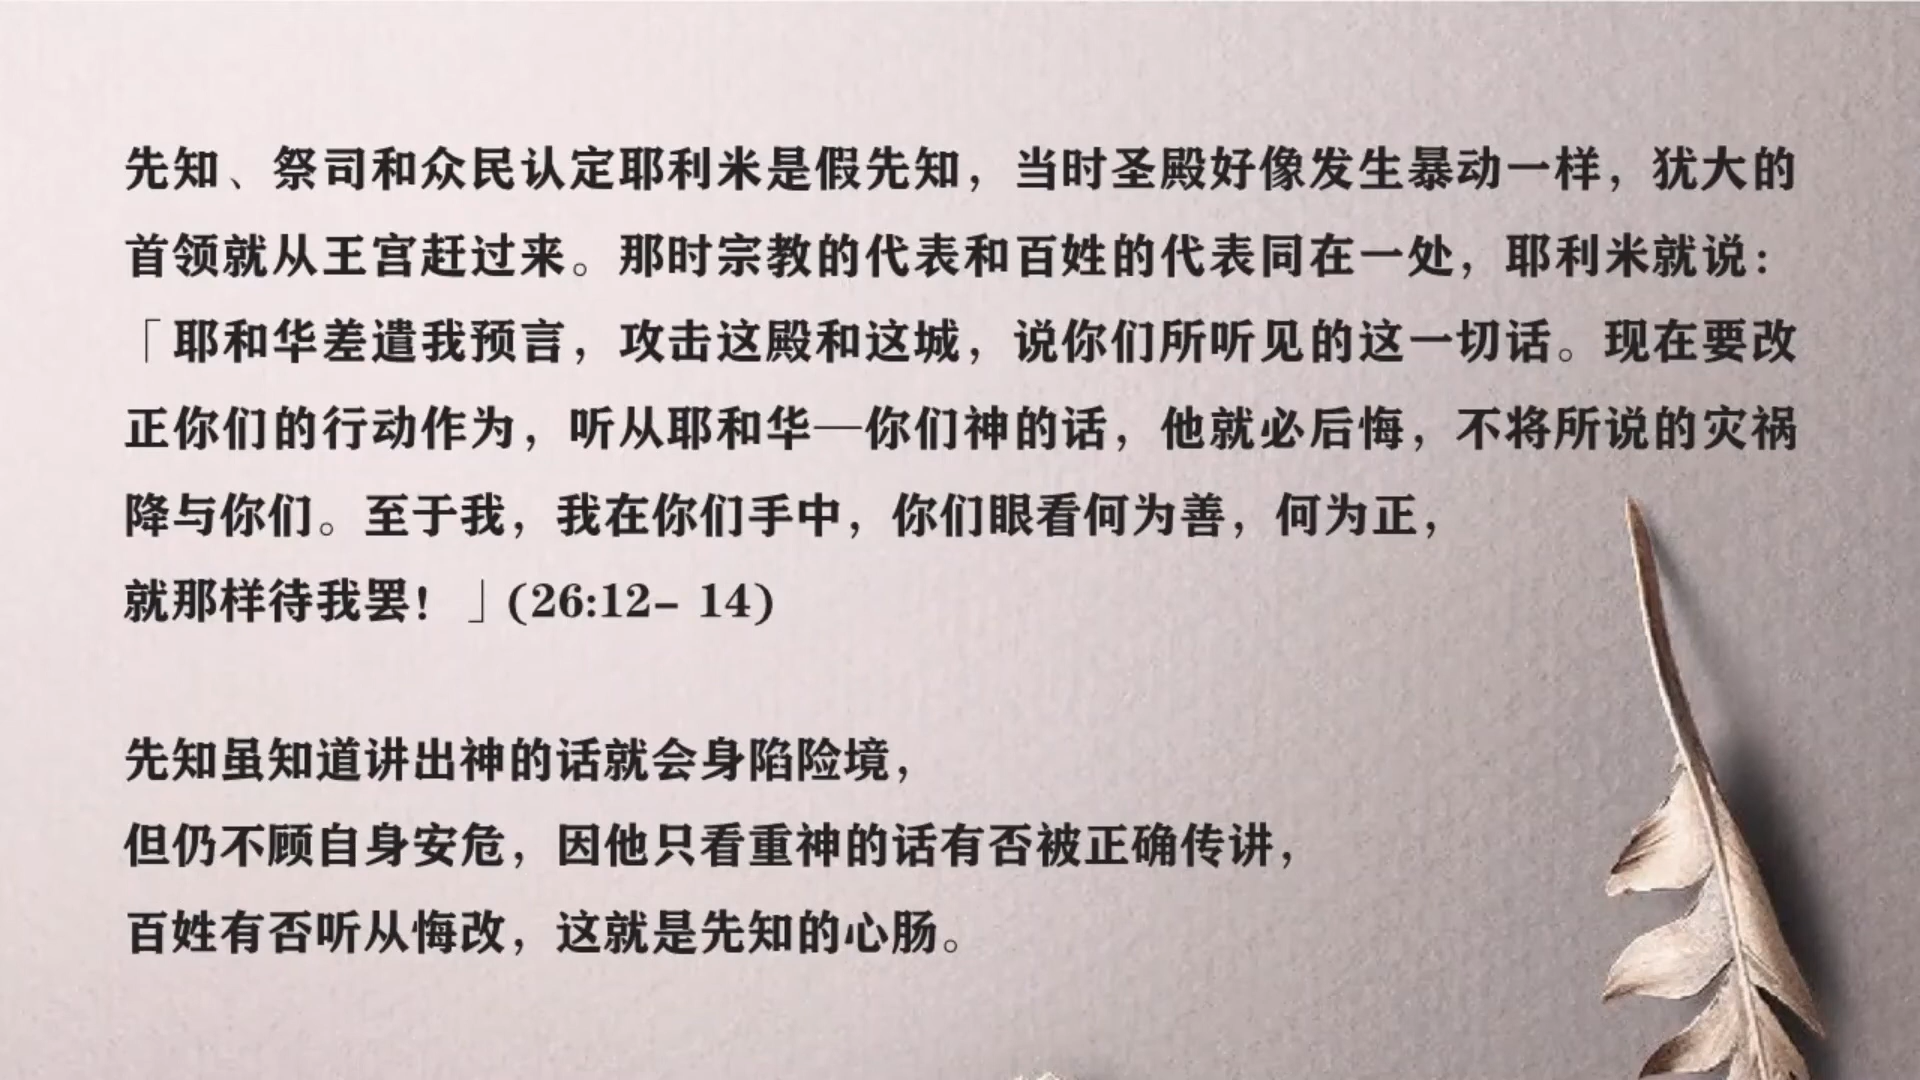 先知、祭司和众民认定耶利米是假先知，当时圣殿好像发生暴动一样，犹大的
首领就从王宫赶过来。那时宗教的代表和百姓的代表同在一处，耶利米就说：
「耶和华差遣我预言，攻击这殿和这城，说你们所听见的这一切话。现在要改
正你们的行动作为，听从耶和华—你们神的话，他就必后悔，不将所说的灾祸
降与你们。至于我，我在你们手中，你们眼看何为善，何为正，
就那样待我罢！」(26:12- 14)
先知虽知道讲出神的话就会身陷险境，
但仍不顾自身安危，因他只看重神的话有否被正确传讲，
百姓有否听从悔改，这就是先知的心肠。